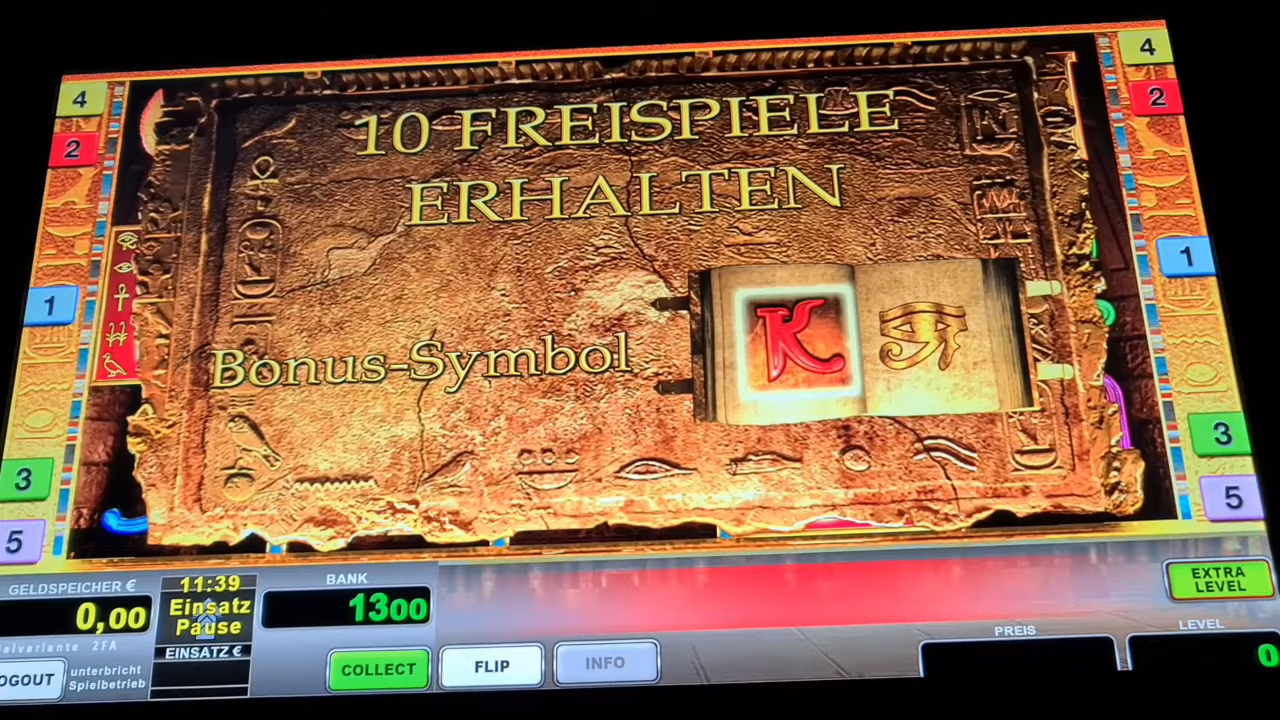 10 FREISPIELE
ERHALTEN
Bonus-Symbol
K
4
2
1
3
5
4
2
1
3
5
GELDSPEICHER €
0,00
2FA
OGOUT
unterbricht
Spielbetrieb
11:39
Einsatz
Pause
EINSATZ €
BANK
1300
COLLECT
FLIP
INFO
EXTRA
LEVEL
PREIS
LEVEL
0